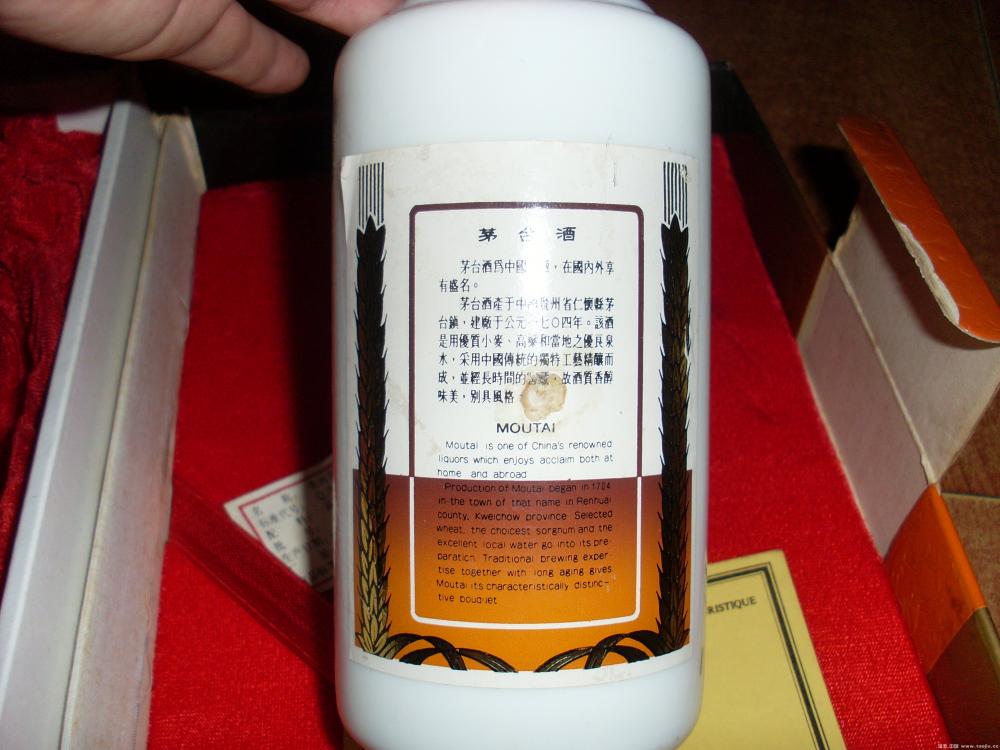 茅台酒
茅台酒爲中國，在國內外享
有盛名。
茅台酒產于中貴州省仁懷縣茅
台鎮，建廠于公元一七〇四年。該酒
是用優質小麥、高粱和當地之優良泉
水，采用中國傳統的獨特工藝精釀而
成，並經長時間的，故酒質香醇
味美，別具風格
MOUTAI
Moutai is one of China's renowned
liquors which enjoys acclaim both at
home and abroad
Production of Moutai began in 1704
in the town of that name in Renhuai
county, Kweichow province Selected
wheat, the choicest sorghum and the
excellent local water go into its pre-
paration. Traditional brewing exper-
tise together with long aging gives
Moutai its characteristically distinc-
tive bouquet
RISTIQUE